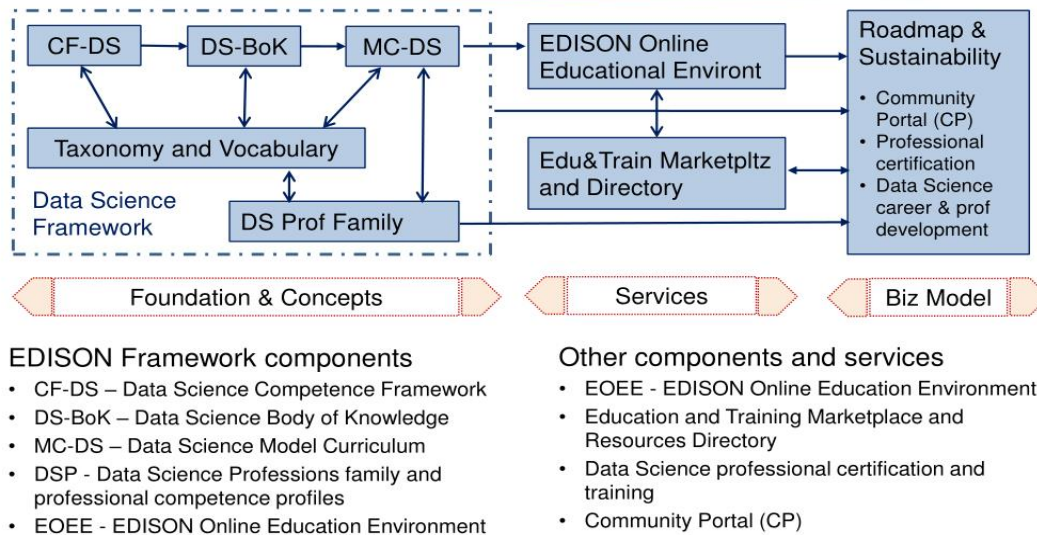 CF-DS
DS-BoK
MC-DS
EDISON Online
Educational Environt
Roadmap &
Sustainability
• Community
Portal (CP)
• Professional
certification
• Data Science
career & prof
development
Taxonomy and Vocabulary
Edu&Train Marketpltz
and Directory
Data Science
Framework
DS Prof Family
Foundation & Concepts
Services
Biz Model
EDISON Framework components
• CF-DS – Data Science Competence Framework
• DS-BoK – Data Science Body of Knowledge
• MC-DS – Data Science Model Curriculum
• DSP - Data Science Professions family and
professional competence profiles
• EOEE - EDISON Online Education Environment
Other components and services
• EOEE - EDISON Online Education Environment
• Education and Training Marketplace and
Resources Directory
• Data Science professional certification and
training
• Community Portal (CP)